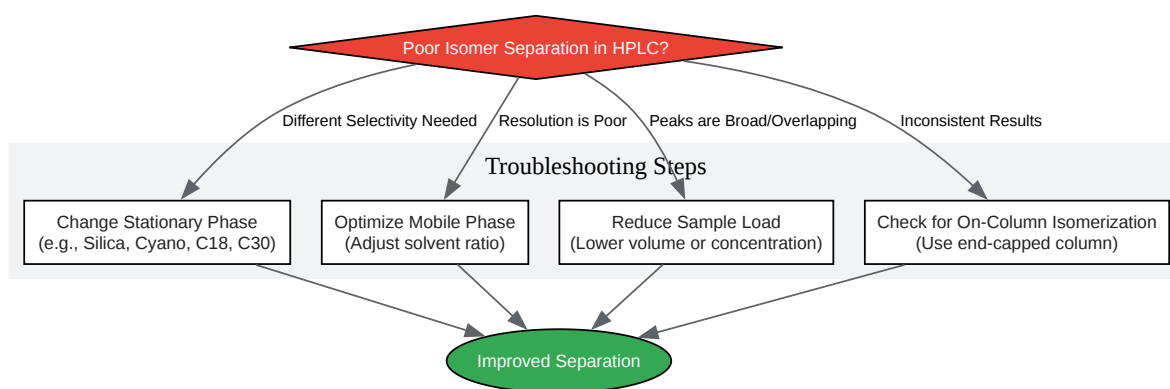 Poor Isomer Separation in HPLC?
Different Selectivity Needed
Resolution is Poor
Peaks are Broad/Overlapping
Inconsistent Results
Troubleshooting Steps
Change Stationary Phase
(e.g., Silica, Cyano, C18, C30)
Optimize Mobile Phase
(Adjust solvent ratio)
Reduce Sample Load
(Lower volume or concentration)
Check for On-Column Isomerization
(Use end-capped column)
Improved Separation